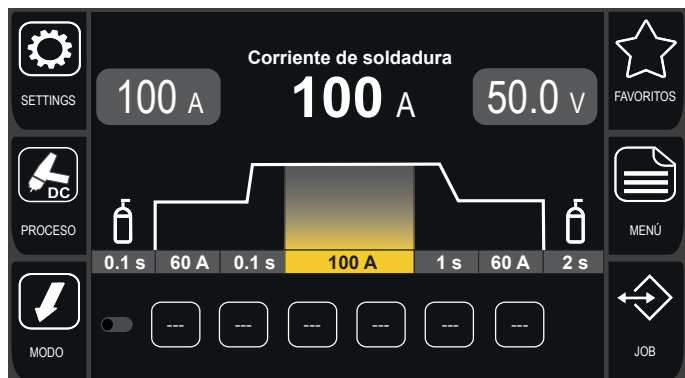 SETTINGS
PROCESO
DC
MODO
Corriente de soldadura
100 A
100 A
50.0 V
0.1 s 60 A 0.1 s 100 A 1 s 60 A 2 s
--- --- --- --- --- ---
FAVORITOS
MENÚ
JOB